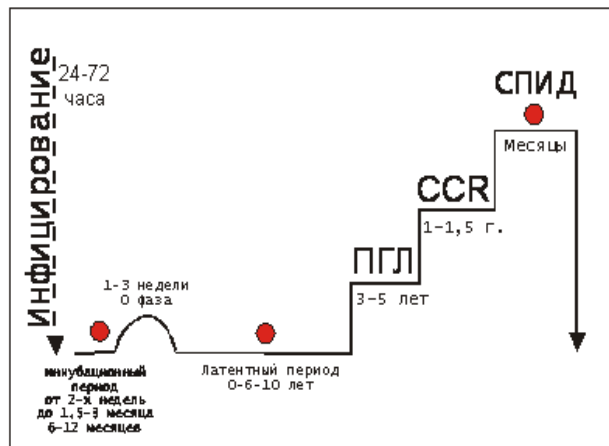 Инфицирование
24-72
часа
1-3 недели
0 фаза
инкубационный
период
от 2-х недель
до 1,5-3 месяца
6-12 месяцев
Латентный период
0-6-10 лет
ПГЛ
3-5 лет
CCR
1-1,5 г.
СПИД
Месяцы